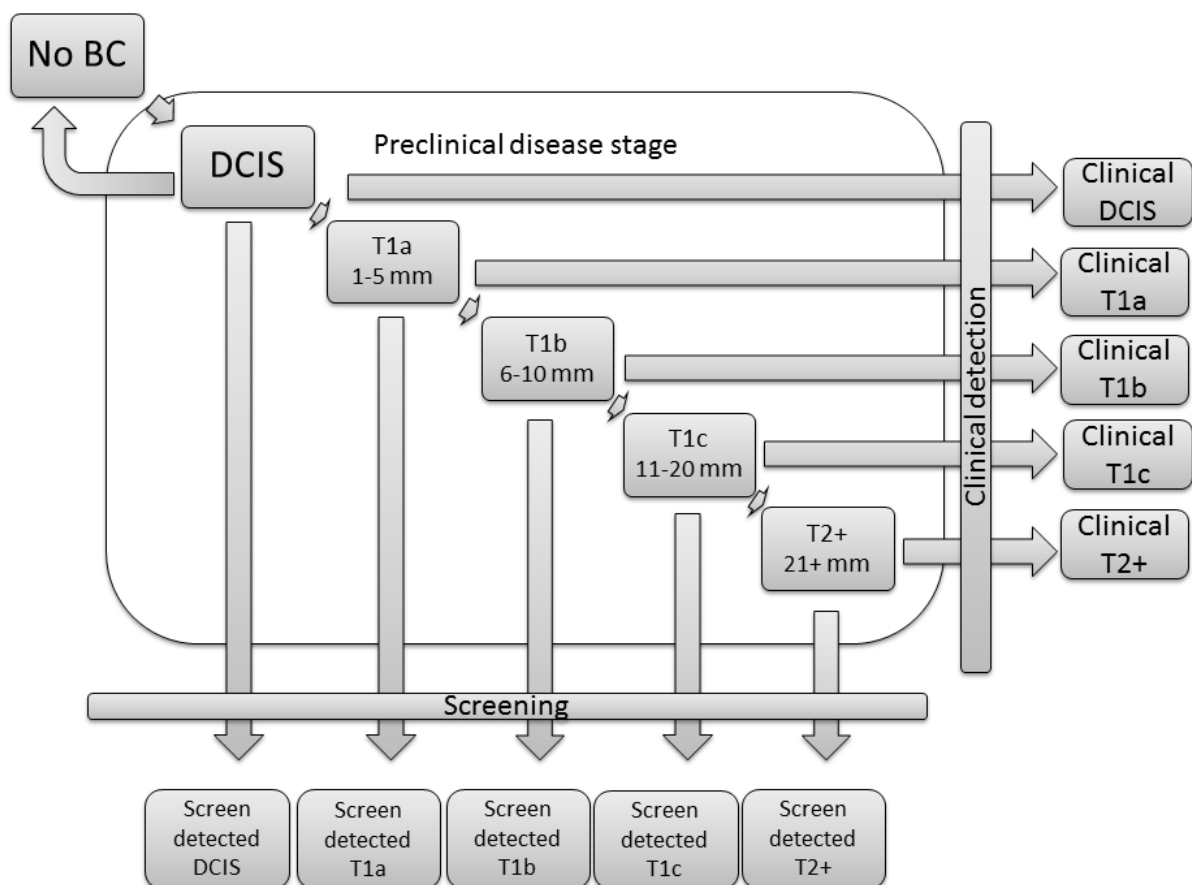 No BC
DCIS
Preclinical disease stage
T1a
1-5 mm
T1b
6-10 mm
T1c
11-20 mm
T2+
21+ mm
Clinical detection
Clinical
DCIS
Clinical
T1a
Clinical
T1b
Clinical
T1c
Clinical
T2+
Screening
Screen
detected
DCIS
Screen
detected
T1a
Screen
detected
T1b
Screen
detected
T1c
Screen
detected
T2+